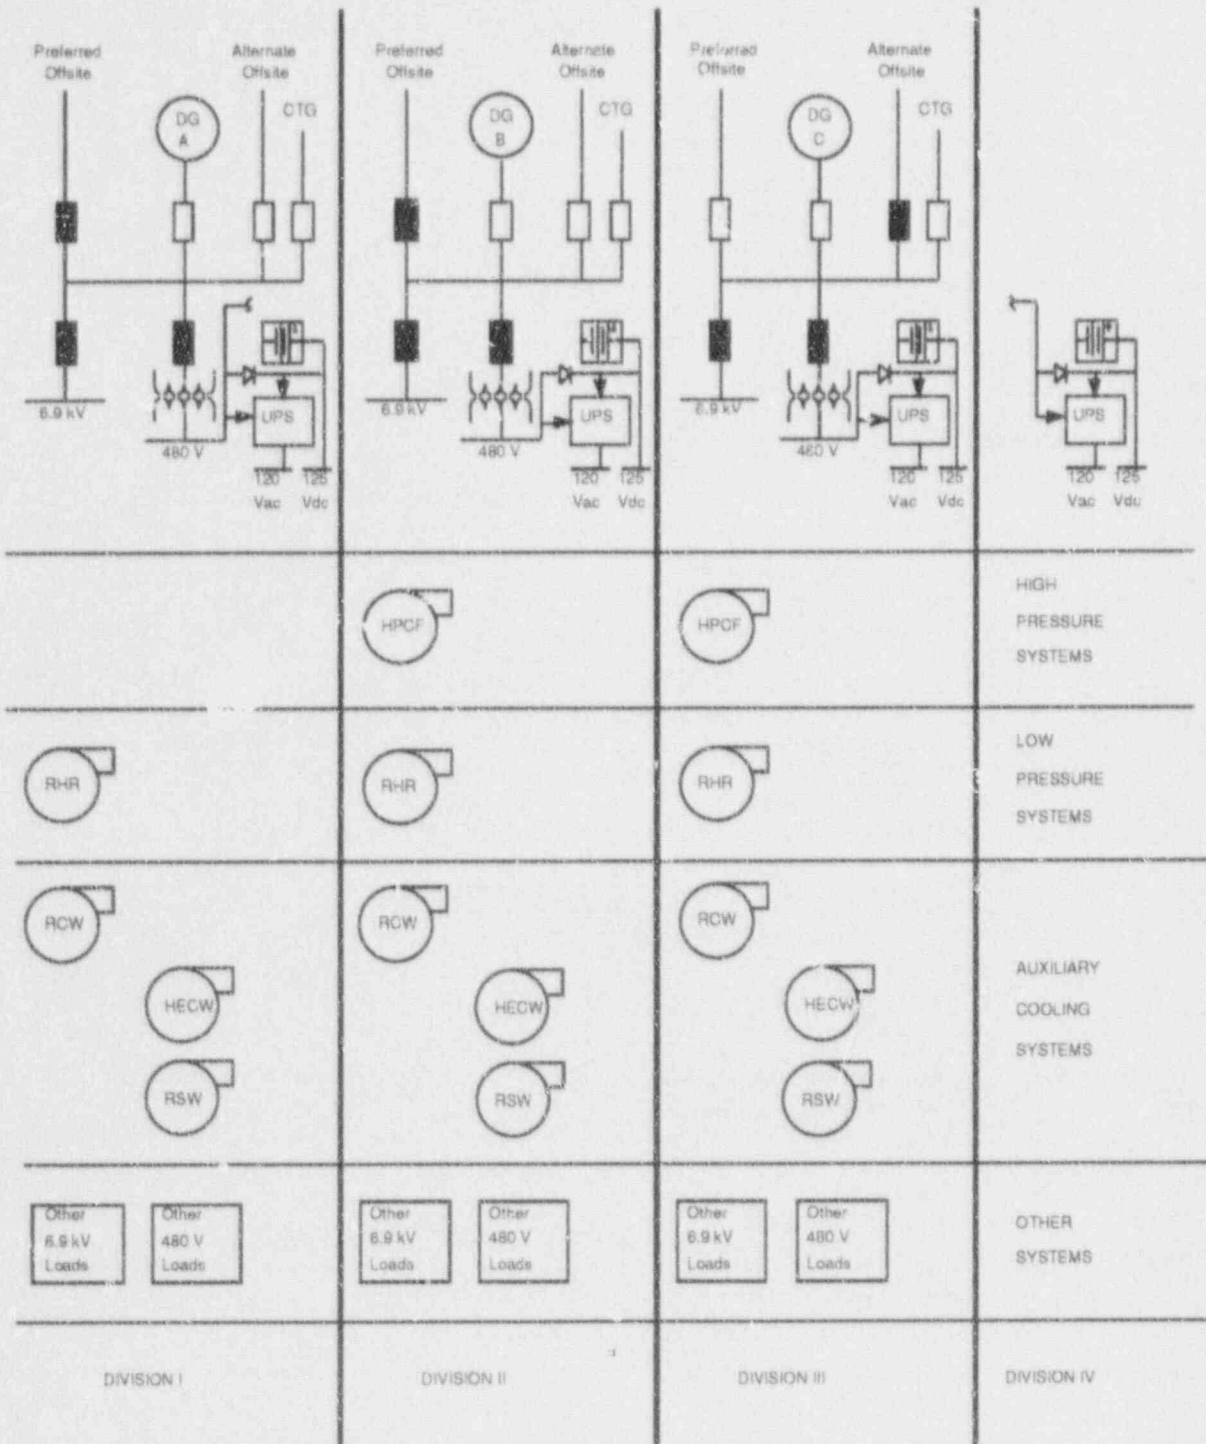 Preferred
Offsite
Alternate
Offsite
DG
A
CTG
6.9 kV
480 V
UPS
120
Vac
125
Vdc
Preferred
Offsite
Alternate
Offsite
DG
B
CTG
6.9 kV
480 V
UPS
120
Vac
125
Vdc
Preferred
Offsite
Alternate
Offsite
DG
C
CTG
6.9 kV
480 V
UPS
120
Vac
125
Vdc
UPS
120
Vac
125
Vdc
HPCF
HPCF
HIGH
PRESSURE
SYSTEMS
RHR
RHR
RHR
LOW
PRESSURE
SYSTEMS
RCW
HECW
RSW
RCW
HECW
RSW
RCW
HECW
RSW
AUXILIARY
COOLING
SYSTEMS
Other
6.9 kV
Loads
Other
480 V
Loads
Other
6.9 kV
Loads
Other
480 V
Loads
Other
6.9 kV
Loads
Other
480 V
Loads
OTHER
SYSTEMS
DIVISION I
DIVISION II
DIVISION III
DIVISION IV